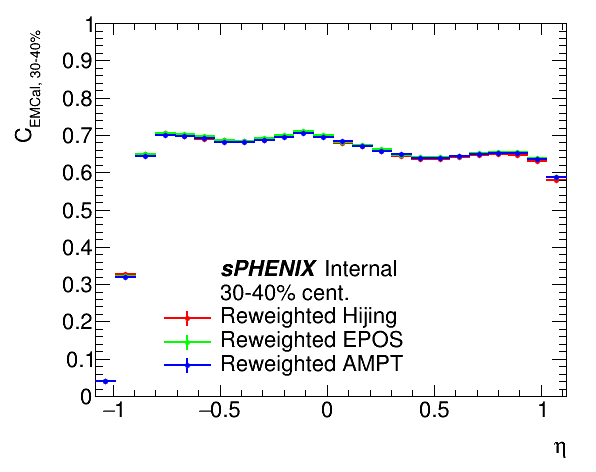 C_EMCal, 30-40%
1
0.9
0.8
0.7
0.6
0.5
0.4
0.3
0.2
0.1
0
sPHENIX Internal
30-40% cent.
Reweighted Hijing
Reweighted EPOS
Reweighted AMPT
−1 −0.5 0 0.5 1
η